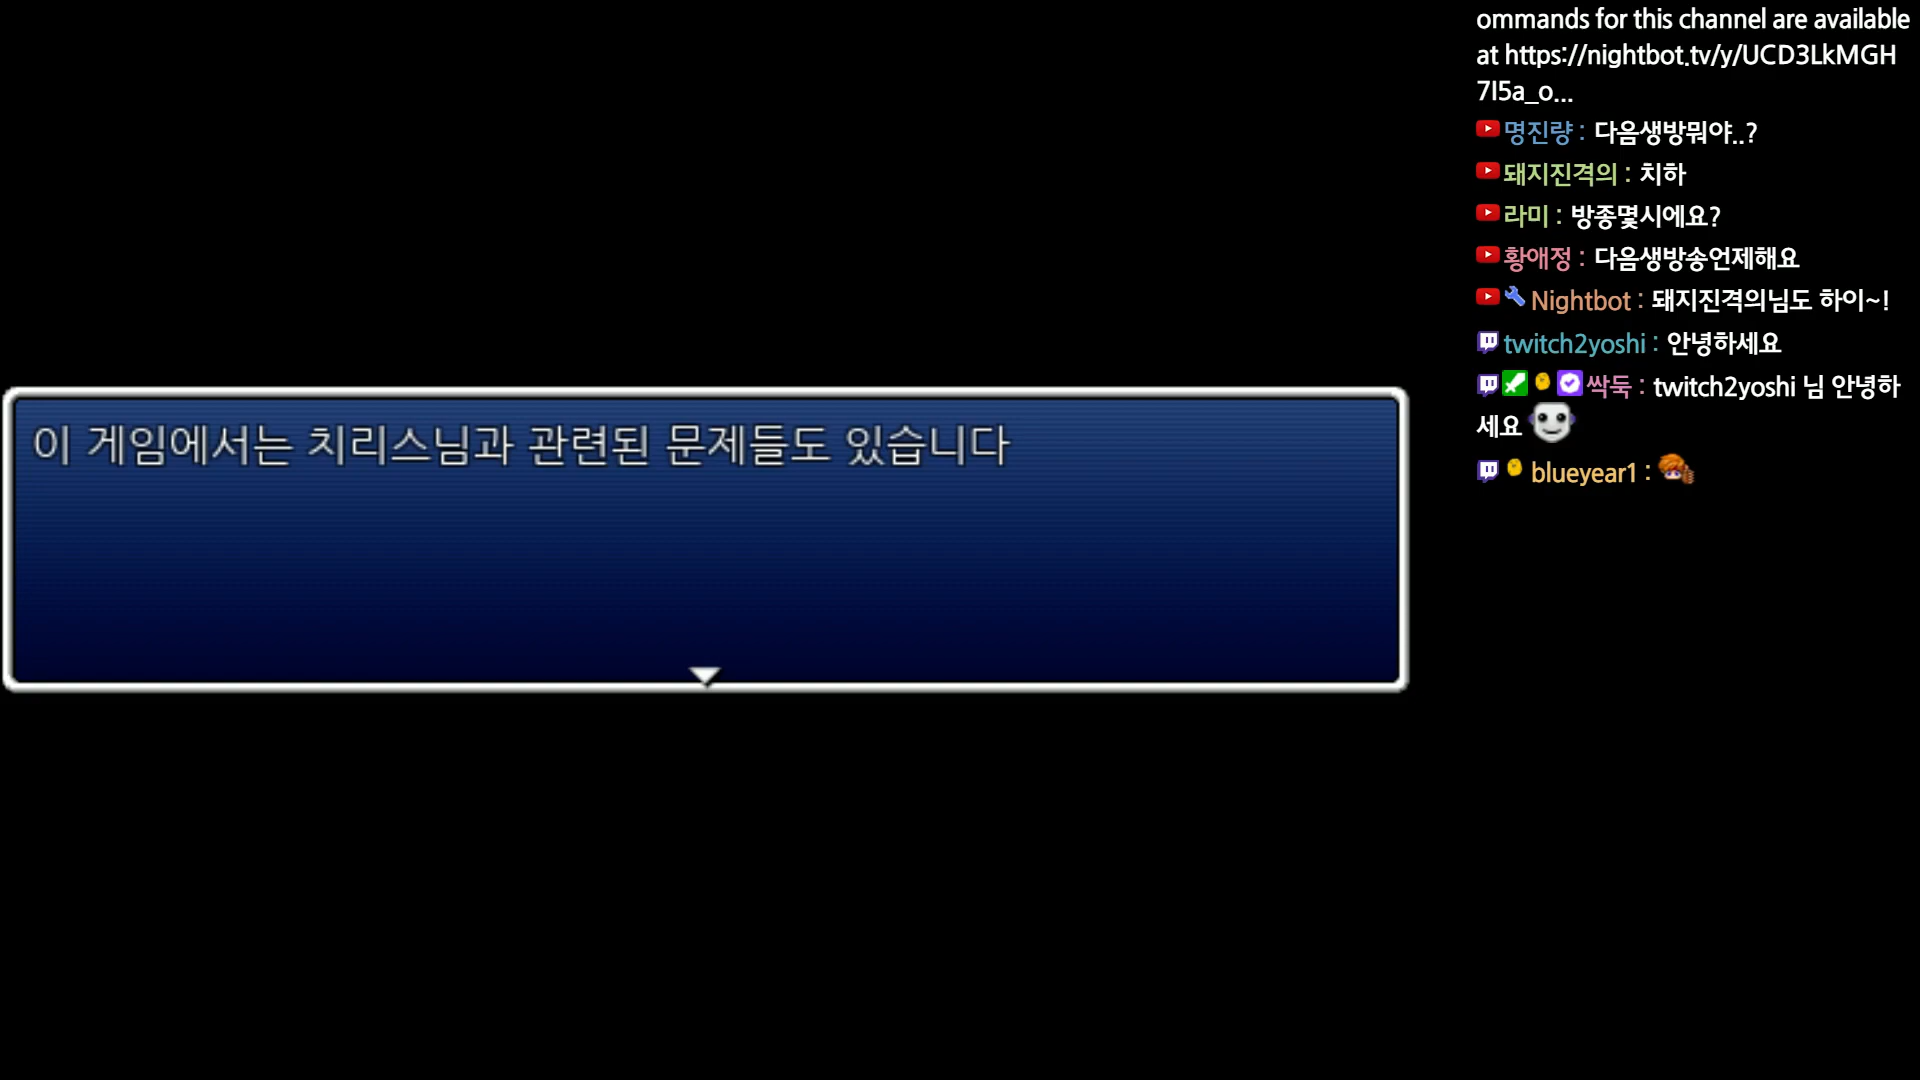 이 게임에서는 치리스님과 관련된 문제들도 있습니다
ommands for this channel are available
at https://nightbot.tv/y/UCD3LkMGH
7I5a_o...
명진량 : 다음생방뭐야..?
돼지진격의 : 치하
라미 : 방종몇시에요?
황애정 : 다음생방송언제해요
Nightbot : 돼지진격의님도 하이~!
twitch2yoshi : 안녕하세요
싹둑 : twitch2yoshi 님 안녕하
세요
blueyear1 :